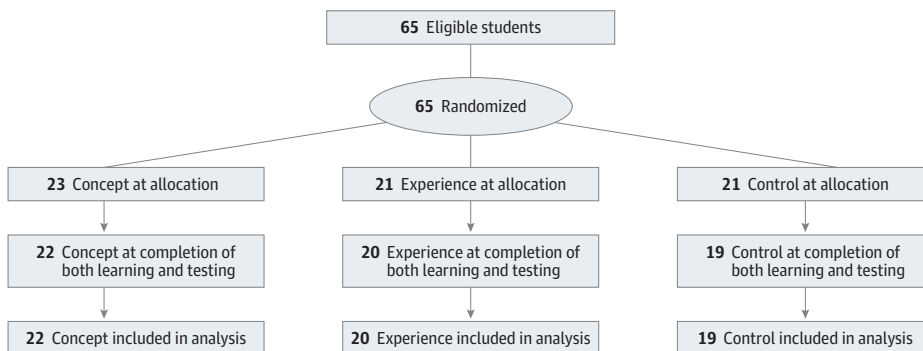 65 Eligible students
65 Randomized
23 Concept at allocation
21 Experience at allocation
21 Control at allocation
22 Concept at completion of
both learning and testing
20 Experience at completion of
both learning and testing
19 Control at completion of
both learning and testing
22 Concept included in analysis
20 Experience included in analysis
19 Control included in analysis